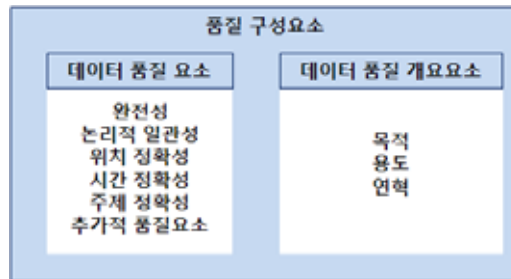 품질 구성요소
데이터 품질 요소
완전성
논리적 일관성
위치 정확성
시간 정확성
주제 정확성
추가적 품질요소
데이터 품질 개요요소
목적
용도
연혁